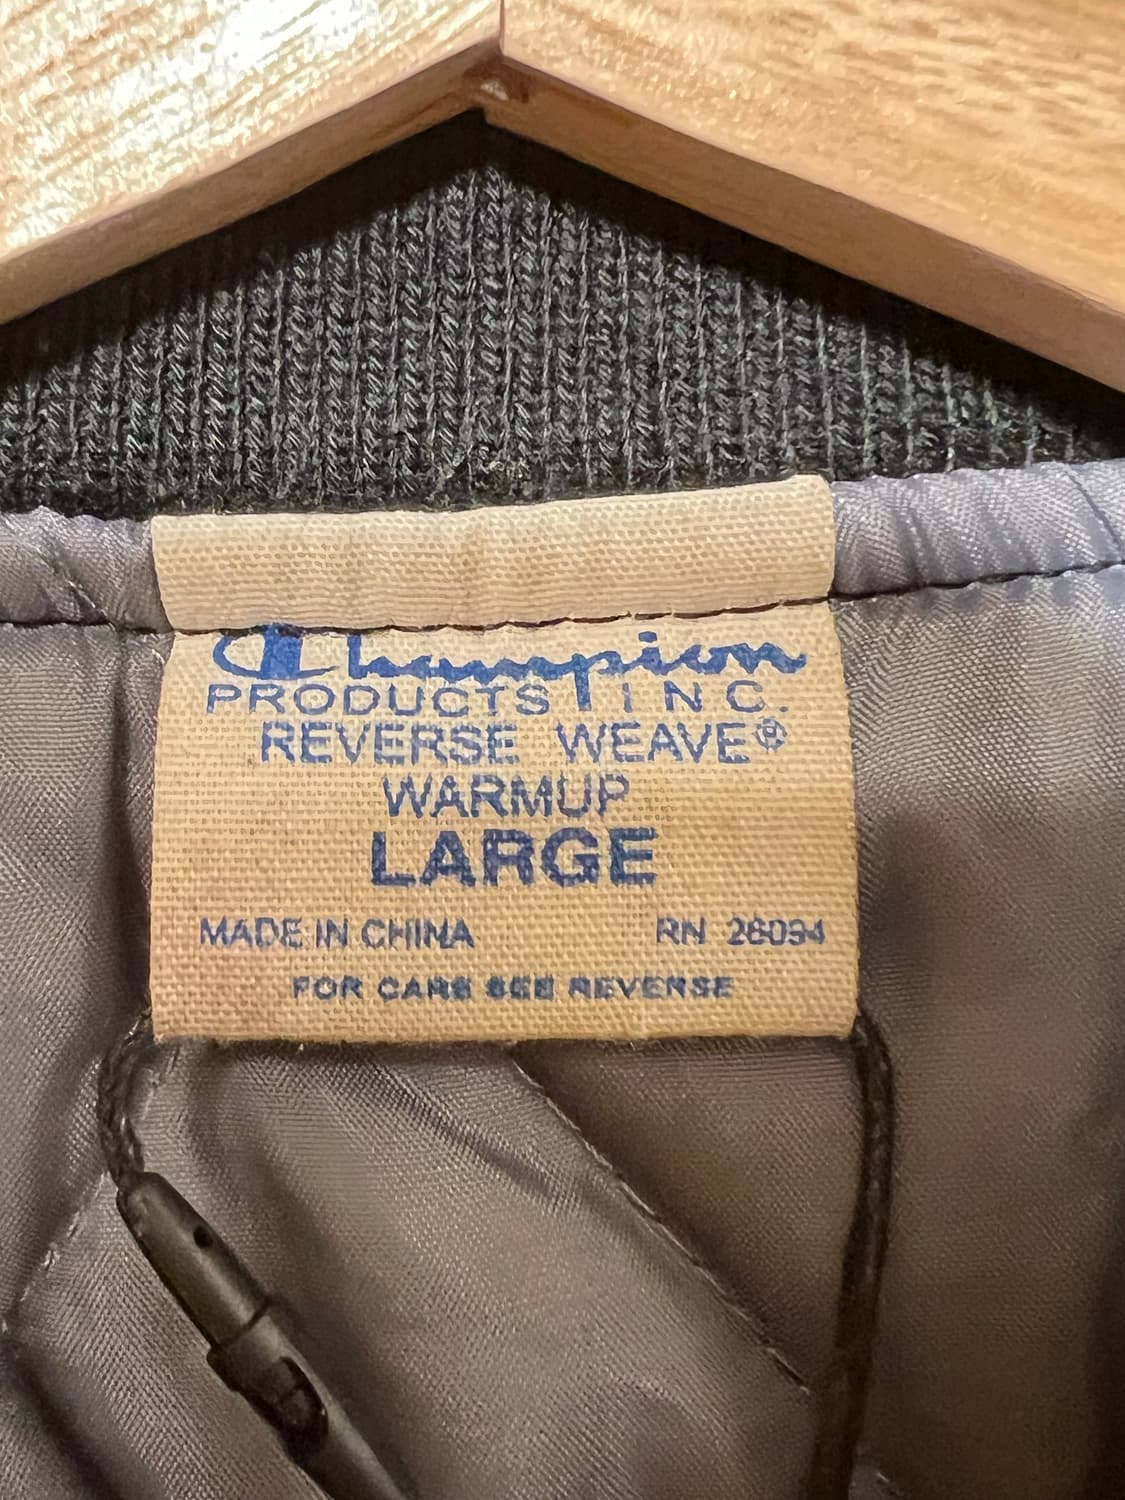 Champion
PRODUCTS INC.
REVERSE WEAVE®
WARMUP
LARGE
MADE IN CHINA RN 26094
FOR CARE SEE REVERSE